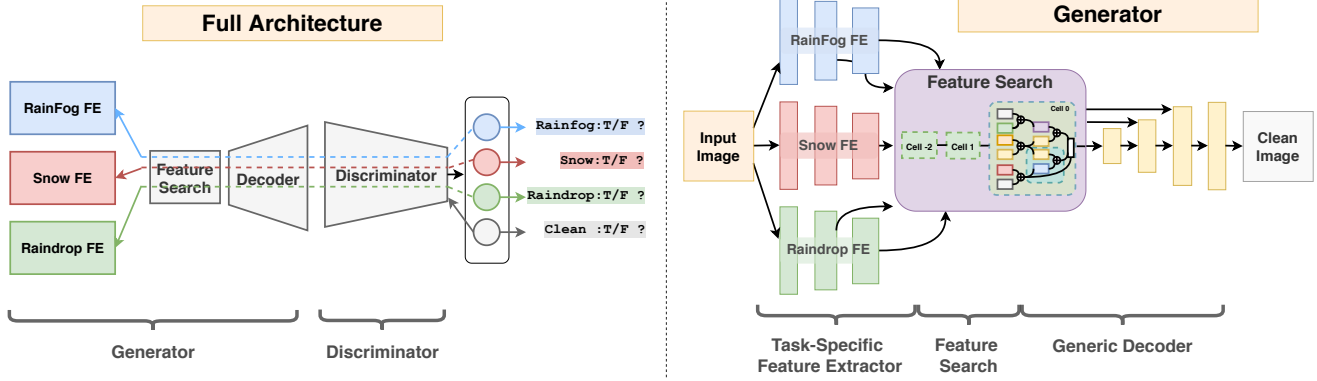 Full Architecture
RainFog FE
Snow FE
Raindrop FE
Feature
Search
Decoder
Discriminator
Rainfog:T/F ?
Snow:T/F ?
Raindrop:T/F ?
Clean :T/F ?
Generator
Discriminator
Generator
Input
Image
RainFog FE
Snow FE
Raindrop FE
Feature Search
Cell -2
Cell 1
Cell 0
Clean
Image
Task-Specific
Feature Extractor
Feature
Search
Generic Decoder